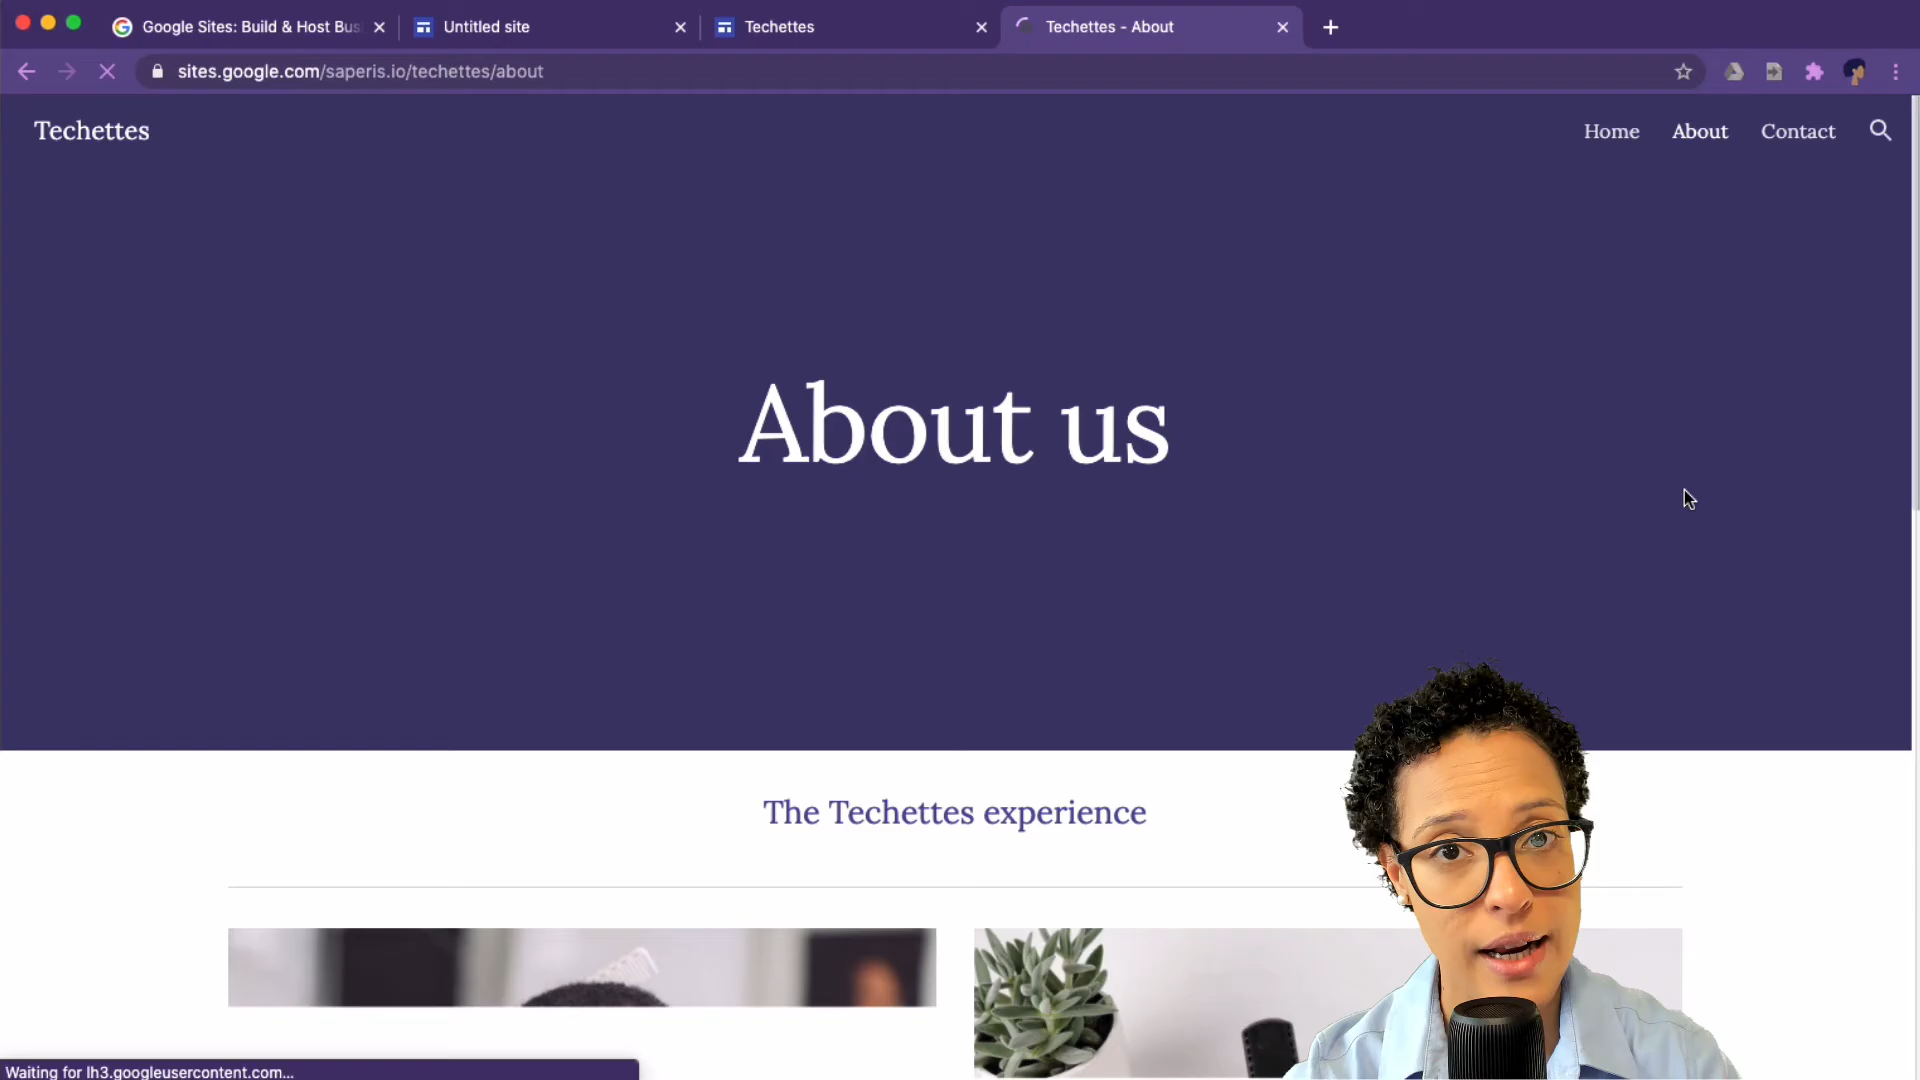 Google Sites: Build & Host Bus
Untitled site
Techettes
Techettes - About
sites.google.com/saperis.io/techettes/about
Techettes
Home
About
Contact
About us
The Techettes experience
Waiting for lh3.googleusercontent.com...